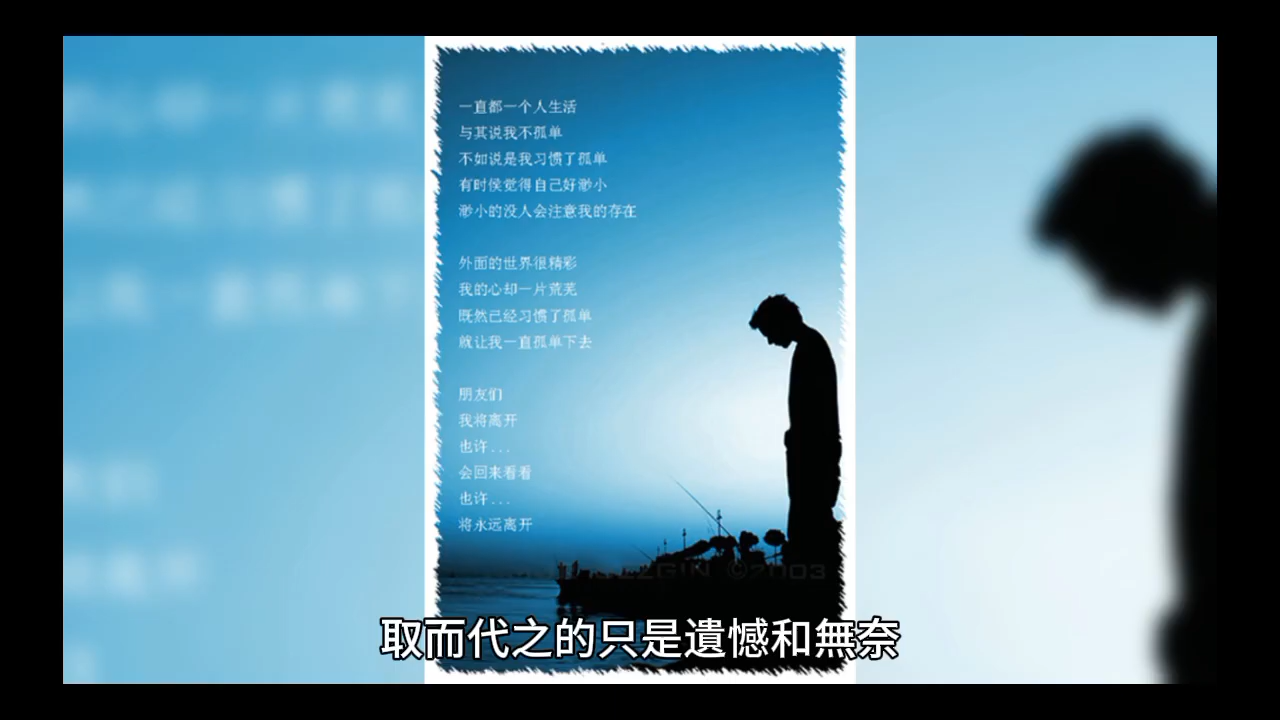 一直都一个人生活
与其说我不孤单
不如说是我习惯了孤单
有时侯觉得自己好渺小
渺小的没人会注意我的存在
外面的世界很精彩
我的心却一片荒芜
既然已经习惯了孤单
就让我一直孤单下去
朋友们
我将离开
也许...
会回来看看
也许...
将永远离开
©2003
取而代之的只是遺憾和無奈